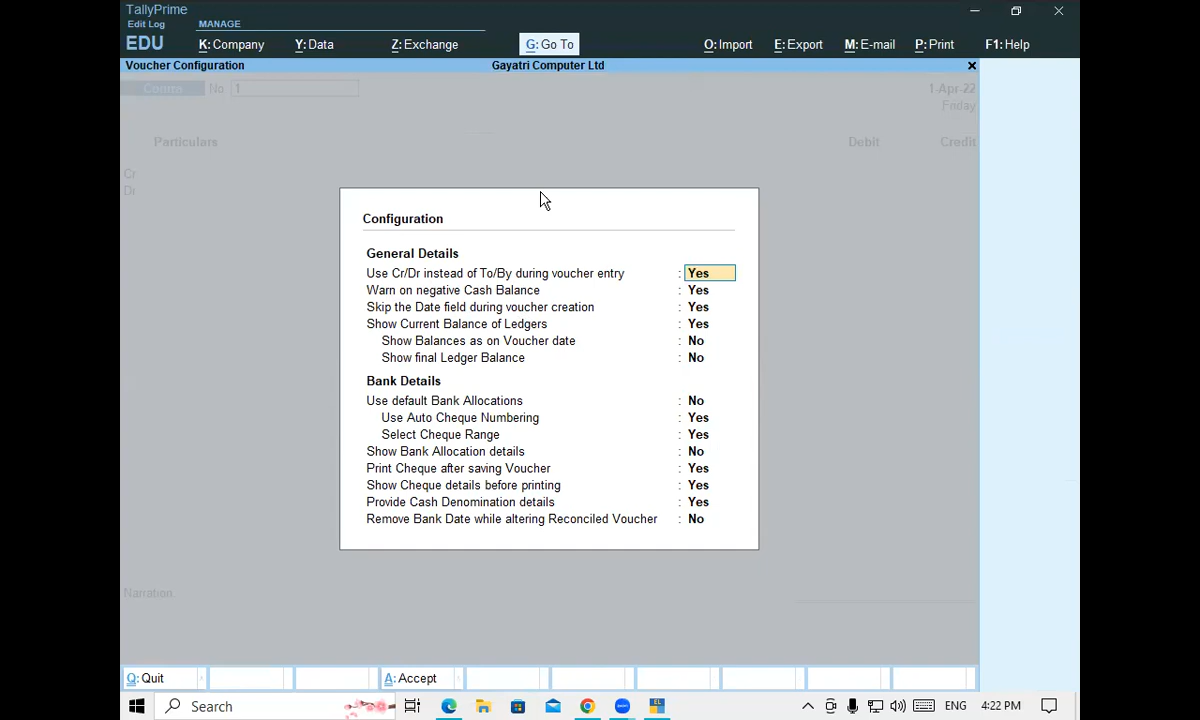 TallyPrime
Edit Log
MANAGE
EDU
K: Company
Y: Data
Z: Exchange
G: Go To
O: Import
E: Export
M: E-mail
P: Print
F1: Help
Voucher Configuration
Gayatri Computer Ltd
Contra No. 1
1-Apr-22
Friday
Particulars
Debit
Credit
Cr
Configuration
General Details
Use Cr/Dr instead of To/By during voucher entry : Yes
Warn on negative Cash Balance : Yes
Skip the Date field during voucher creation : Yes
Show Current Balance of Ledgers : Yes
Show Balances as on Voucher date : No
Show final Ledger Balance : No
Bank Details
Use default Bank Allocations : No
Use Auto Cheque Numbering : Yes
Select Cheque Range : Yes
Show Bank Allocation details : No
Print Cheque after saving Voucher : Yes
Show Cheque details before printing : Yes
Provide Cash Denomination details : Yes
Remove Bank Date while altering Reconciled Voucher : No
Narration
Q: Quit
A: Accept
Search
EL
ENG
4:22 PM